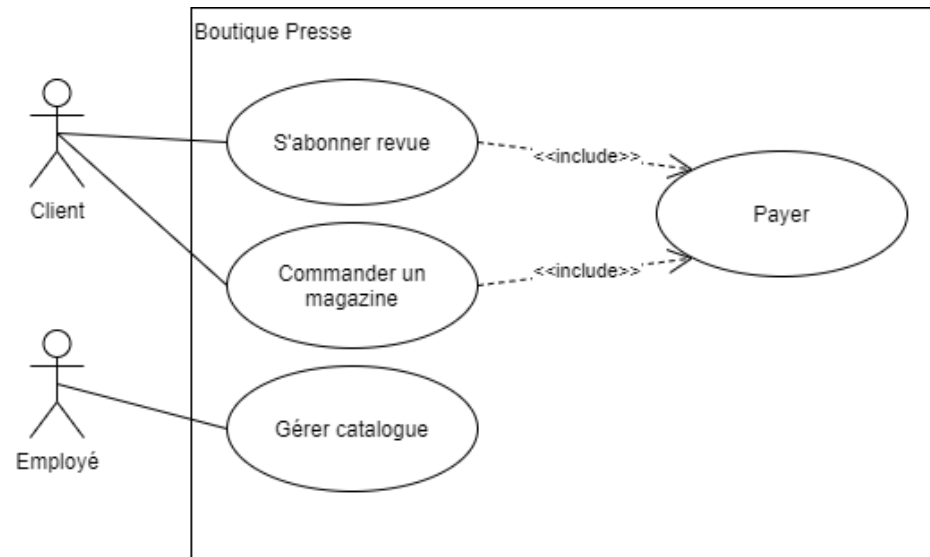 Boutique Presse
S'abonner revue
<<include>>
Client
Payer
Commander un
magazine
<<include>>
Gérer catalogue
Employé